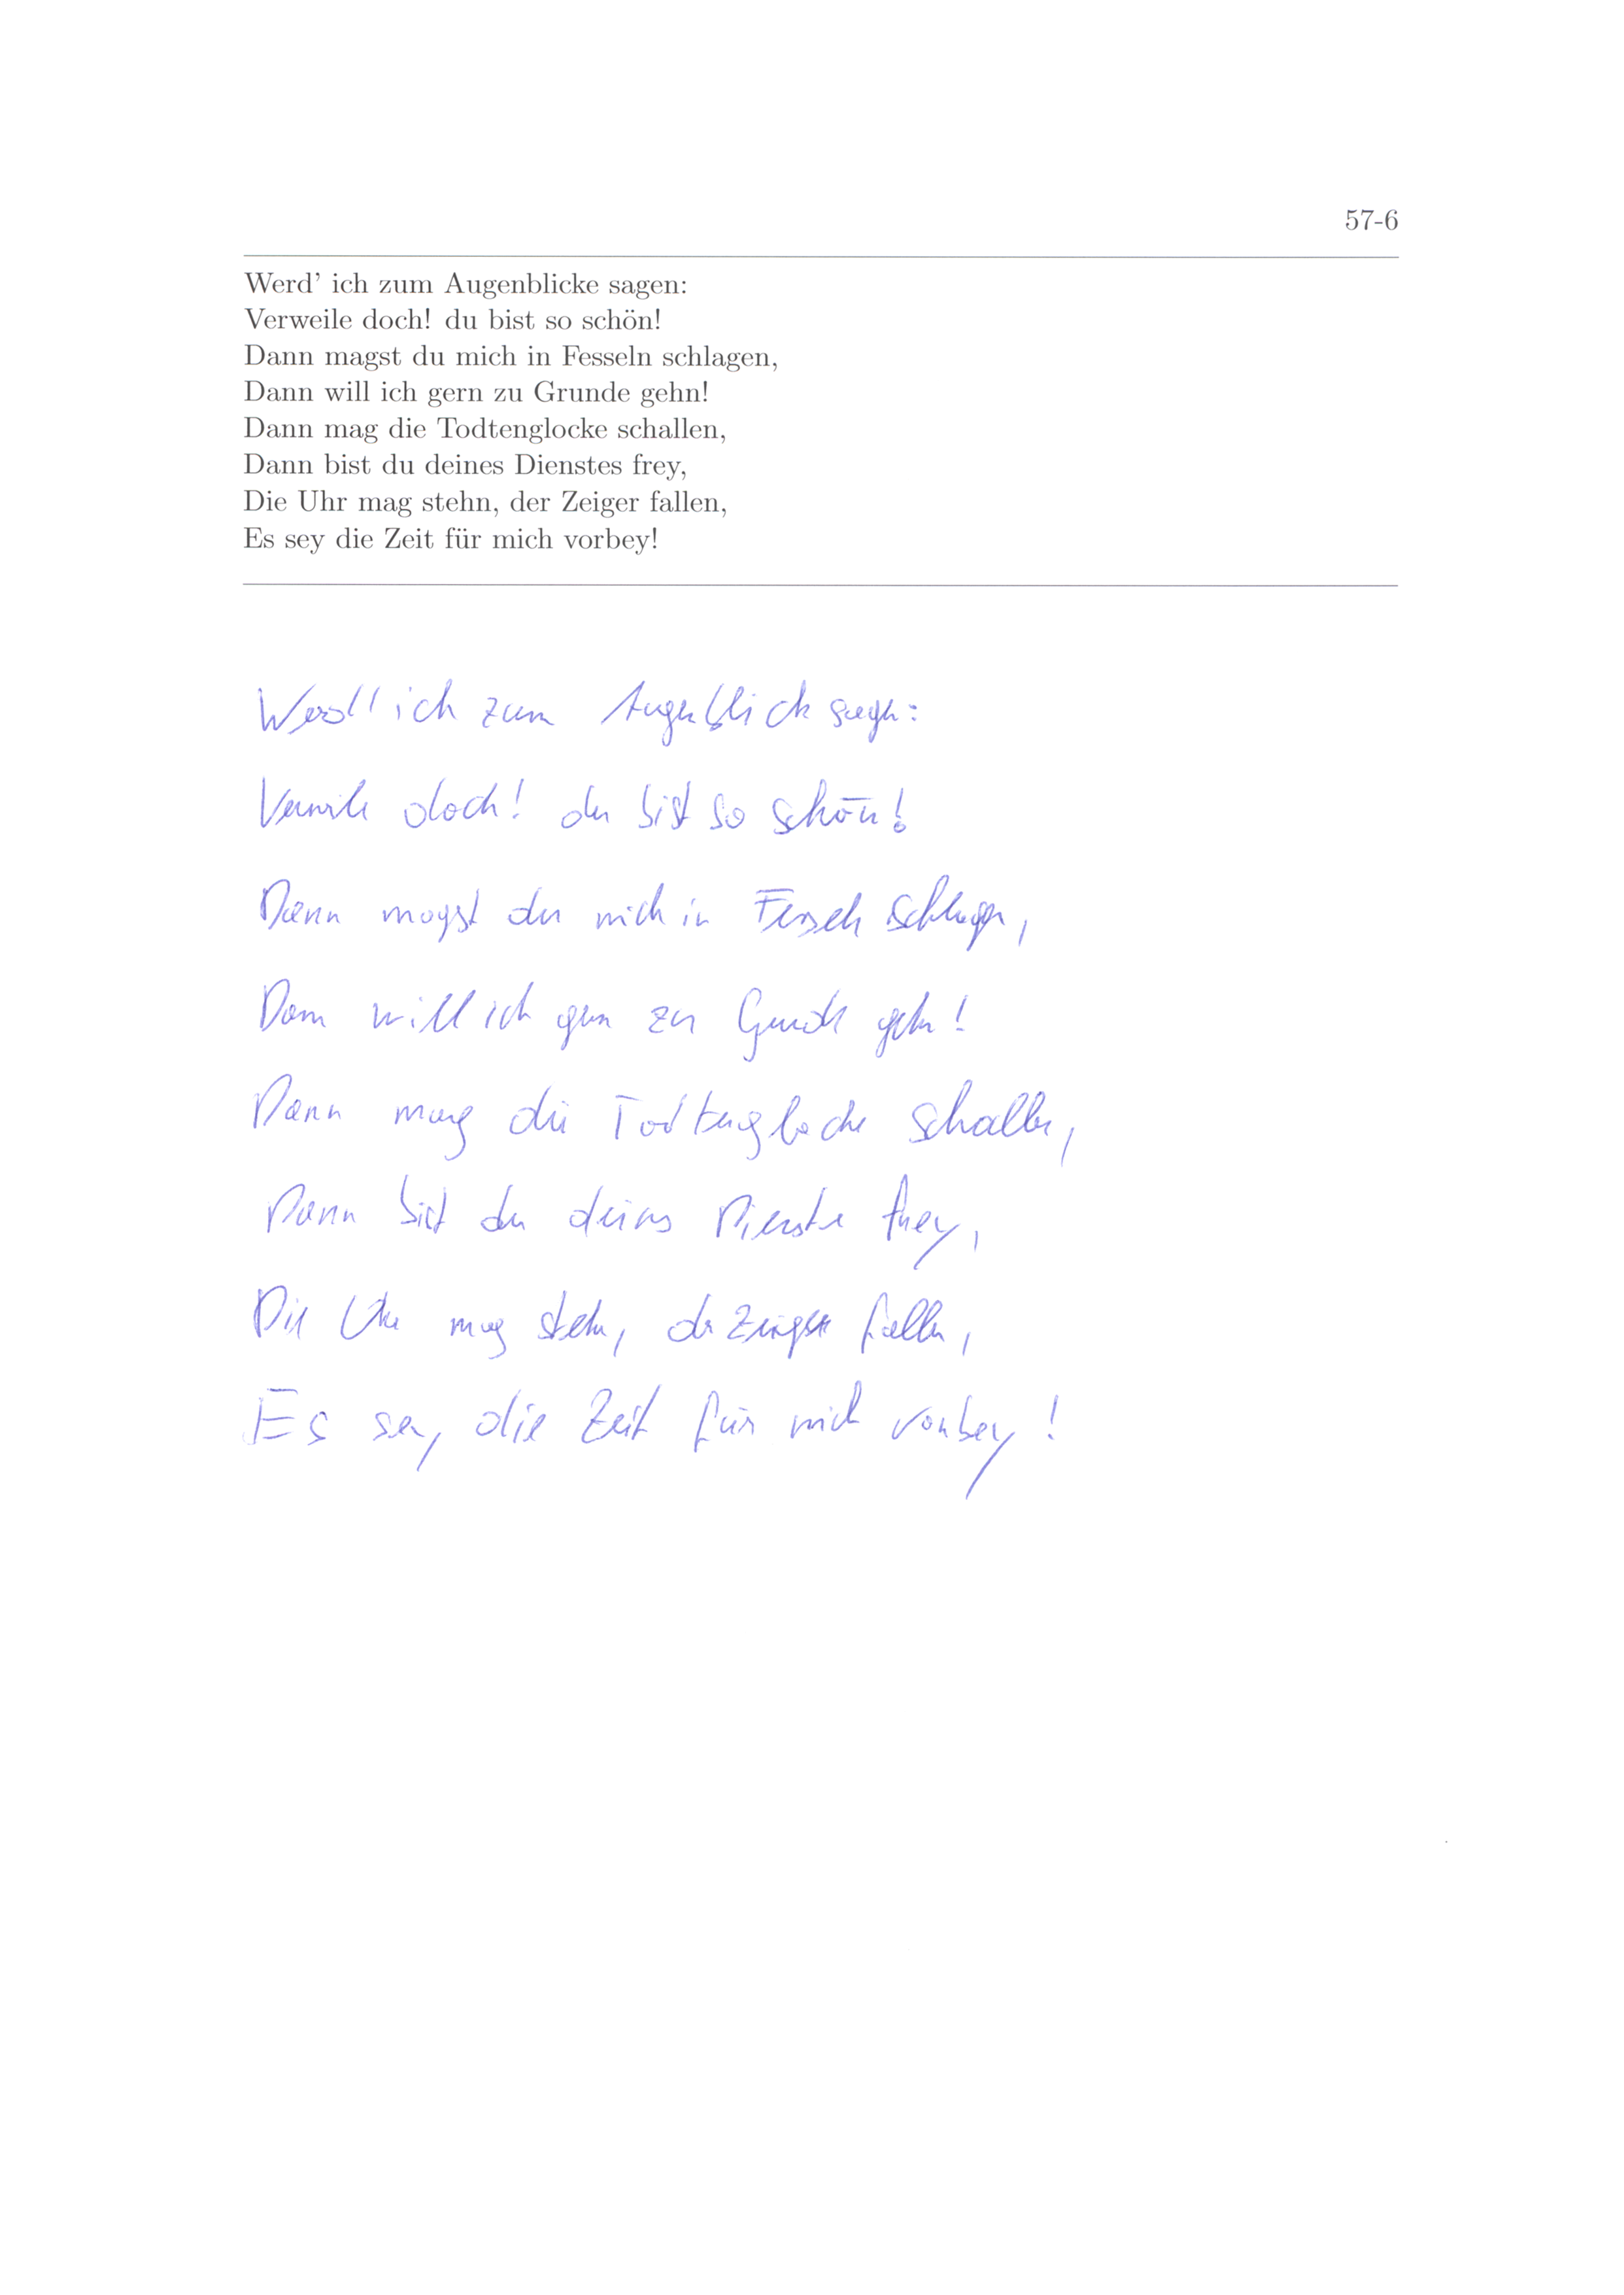 57-6
Werd' ich zum Augenblicke sagen:
Verweile doch! du bist so schön!
Dann magst du mich in Fesseln schlagen,
Dann will ich gern zu Grunde gehn!
Dann mag die Todtenglocke schallen,
Dann bist du deines Dienstes frey,
Die Uhr mag stehn, der Zeiger fallen,
Es sey die Zeit für mich vorbey!
Werd' ich zum Augenblick sagen:
Verweile doch! du bist so schön!
Dann magst du mich in Fesseln schlagen,
Dann will ich gern zu Grunde gehn!
Dann mag die Todtenglocke schallen,
Dann bist du deines Dienste frey,
Die Uhr mag stehn, der Zeiger fallen,
Es sey die Zeit für mich vorbey!